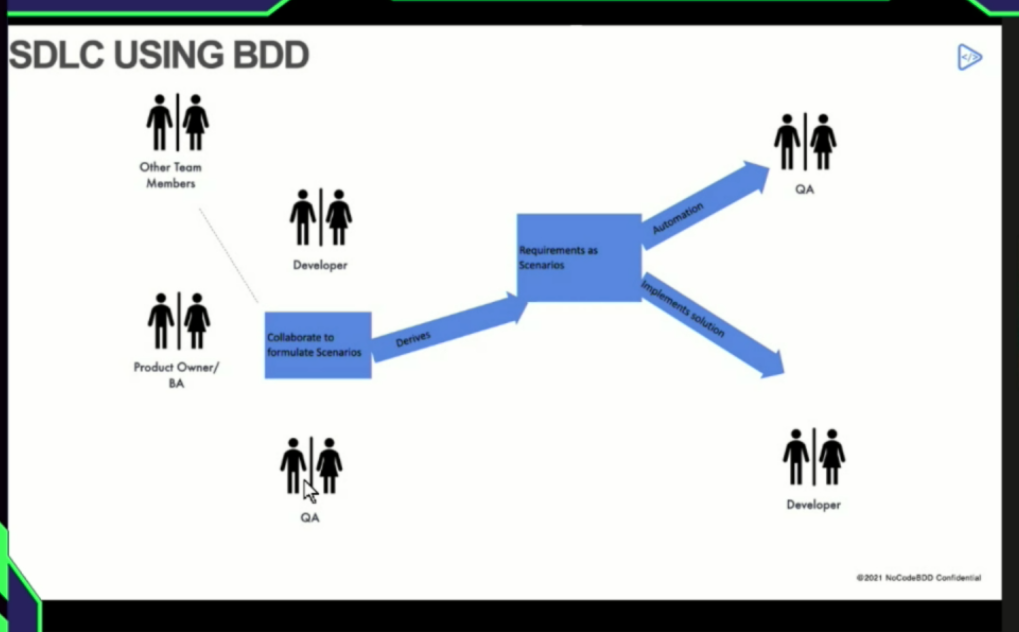 SDLC USING BDD
</>
Other Team
Members
Developer
Product Owner/
BA
Collaborate to
formulate Scenarios
QA
Derives
Requirements as
Scenarios
Automation
Implements solution
QA
Developer
©2021 NoCodeBDD Confidential